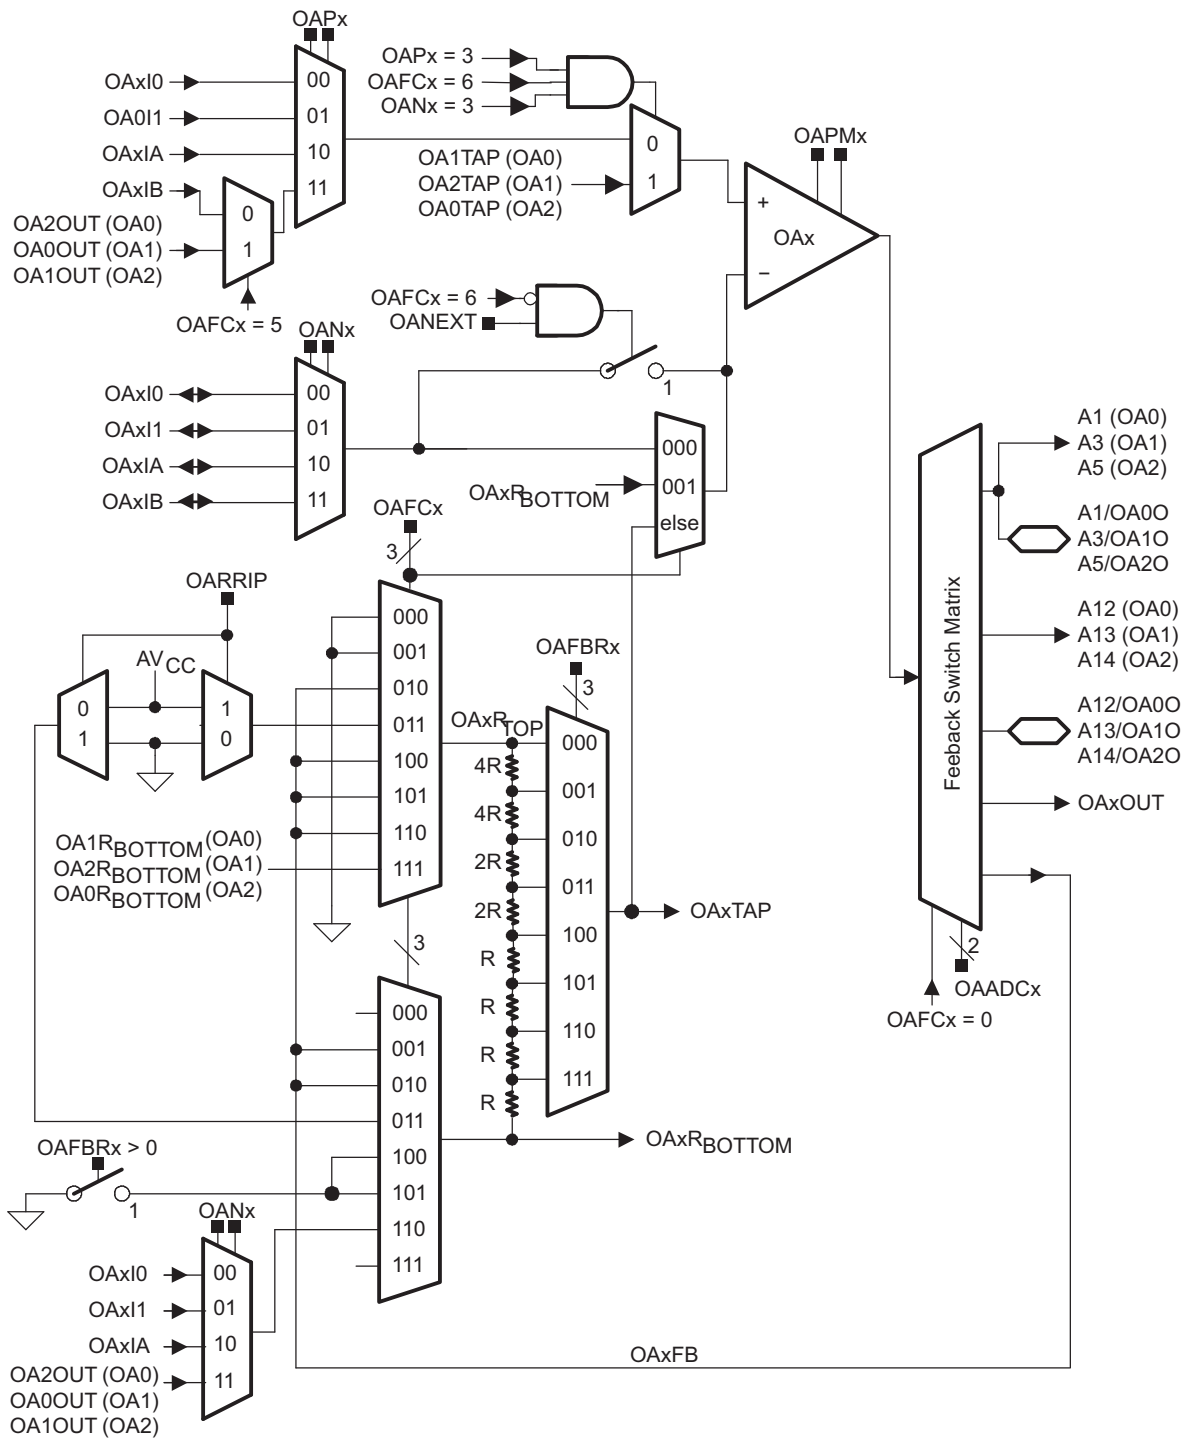 OAPx
OAxI0
OA0I1
OAxIA
OAxIB
00
01
10
11
OA2OUT (OA0)
OA0OUT (OA1)
OA1OUT (OA2)
0
1
OAFCx = 5
OAPx = 3
OAFCx = 6
OANx = 3
OA1TAP (OA0)
OA2TAP (OA1)
OA0TAP (OA2)
0
1
OAPMx
+
OAx
−
OAFCx = 6
OANEXT
1
OANx
OAxI0
OAxI1
OAxIA
OAxIB
00
01
10
11
OAxRBOTTOM
000
001
else
OAFCx
3
OARRIP
AVCC
0
1
1
0
000
001
010
011
100
101
110
111
OA1RBOTTOM (OA0)
OA2RBOTTOM (OA1)
OA0RBOTTOM (OA2)
3
OAxRTOP
4R
4R
2R
2R
R
R
R
R
OAFBRx
3
000
001
010
011
100
101
110
111
OAxTAP
OAxRBOTTOM
000
001
010
011
100
101
110
111
OAFBRx > 0
1
OANx
OAxI0
OAxI1
OAxIA
OA2OUT (OA0)
OA0OUT (OA1)
OA1OUT (OA2)
00
01
10
11
OAxFB
Feeback Switch Matrix
A1 (OA0)
A3 (OA1)
A5 (OA2)
A1/OA0O
A3/OA1O
A5/OA2O
A12 (OA0)
A13 (OA1)
A14 (OA2)
A12/OA0O
A13/OA1O
A14/OA2O
OAxOUT
2
OAADCx
OAFCx = 0